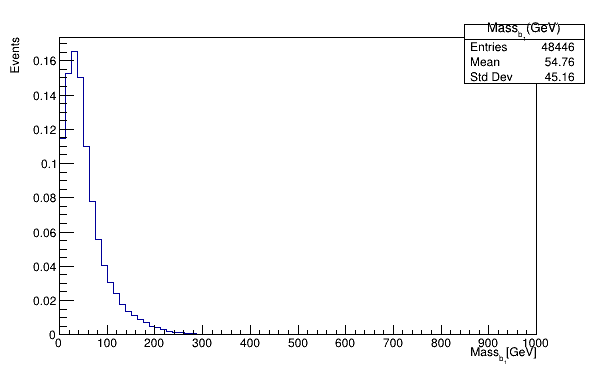 Mass_b_1(GeV)
Entries 48446
Mean 54.76
Std Dev 45.16
Events
0.16
0.14
0.12
0.1
0.08
0.06
0.04
0.02
0
0 100 200 300 400 500 600 700 800 900 1000
Mass_b_1[GeV]